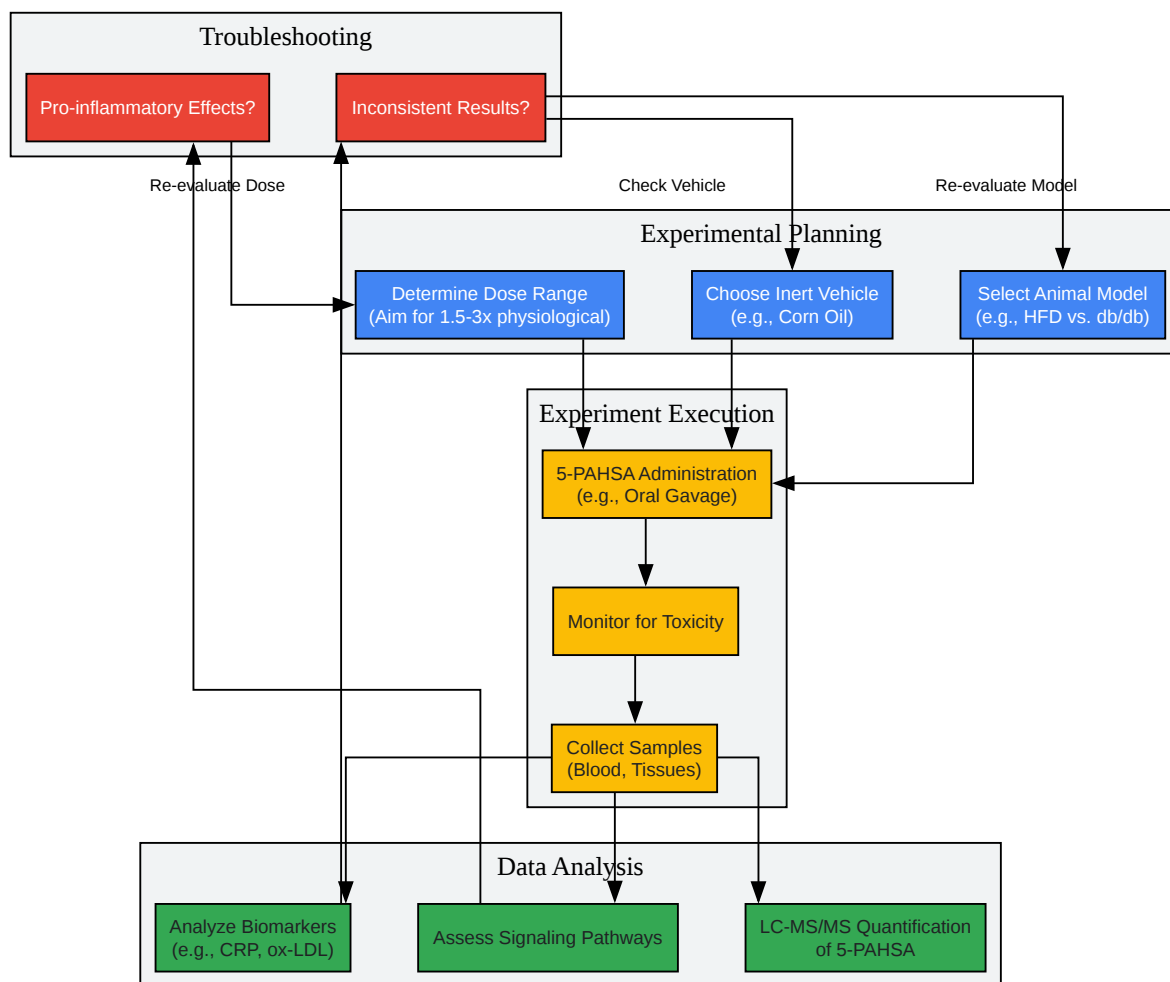 Troubleshooting
Pro-inflammatory Effects?
Inconsistent Results?
Re-evaluate Dose
Check Vehicle
Re-evaluate Model
Experimental Planning
Determine Dose Range
(Aim for 1.5-3x physiological)
Choose Inert Vehicle
(e.g., Corn Oil)
Select Animal Model
(e.g., HFD vs. db/db)
Experiment Execution
5-PAHSA Administration
(e.g., Oral Gavage)
Monitor for Toxicity
Collect Samples
(Blood, Tissues)
Data Analysis
Analyze Biomarkers
(e.g., CRP, ox-LDL)
Assess Signaling Pathways
LC-MS/MS Quantification
of 5-PAHSA